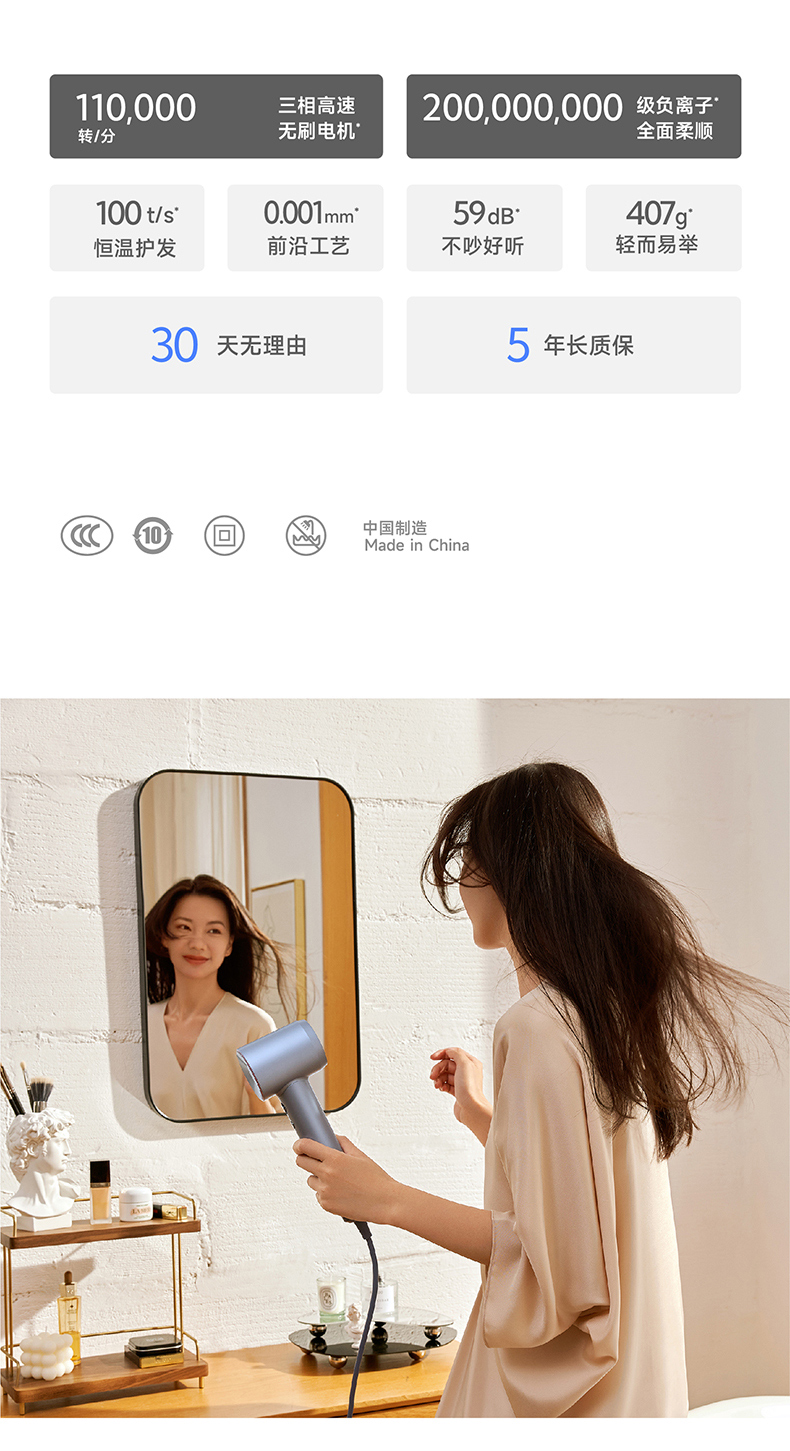 110,000
转/分
三相高速
无刷电机*
200,000,000
级负离子*
全面柔顺
100 t/s*
恒温护发
0.001mm*
前沿工艺
59dB*
不吵好听
407g*
轻而易举
30 天无理由
5 年长质保
CCC
10
中国制造
Made in China